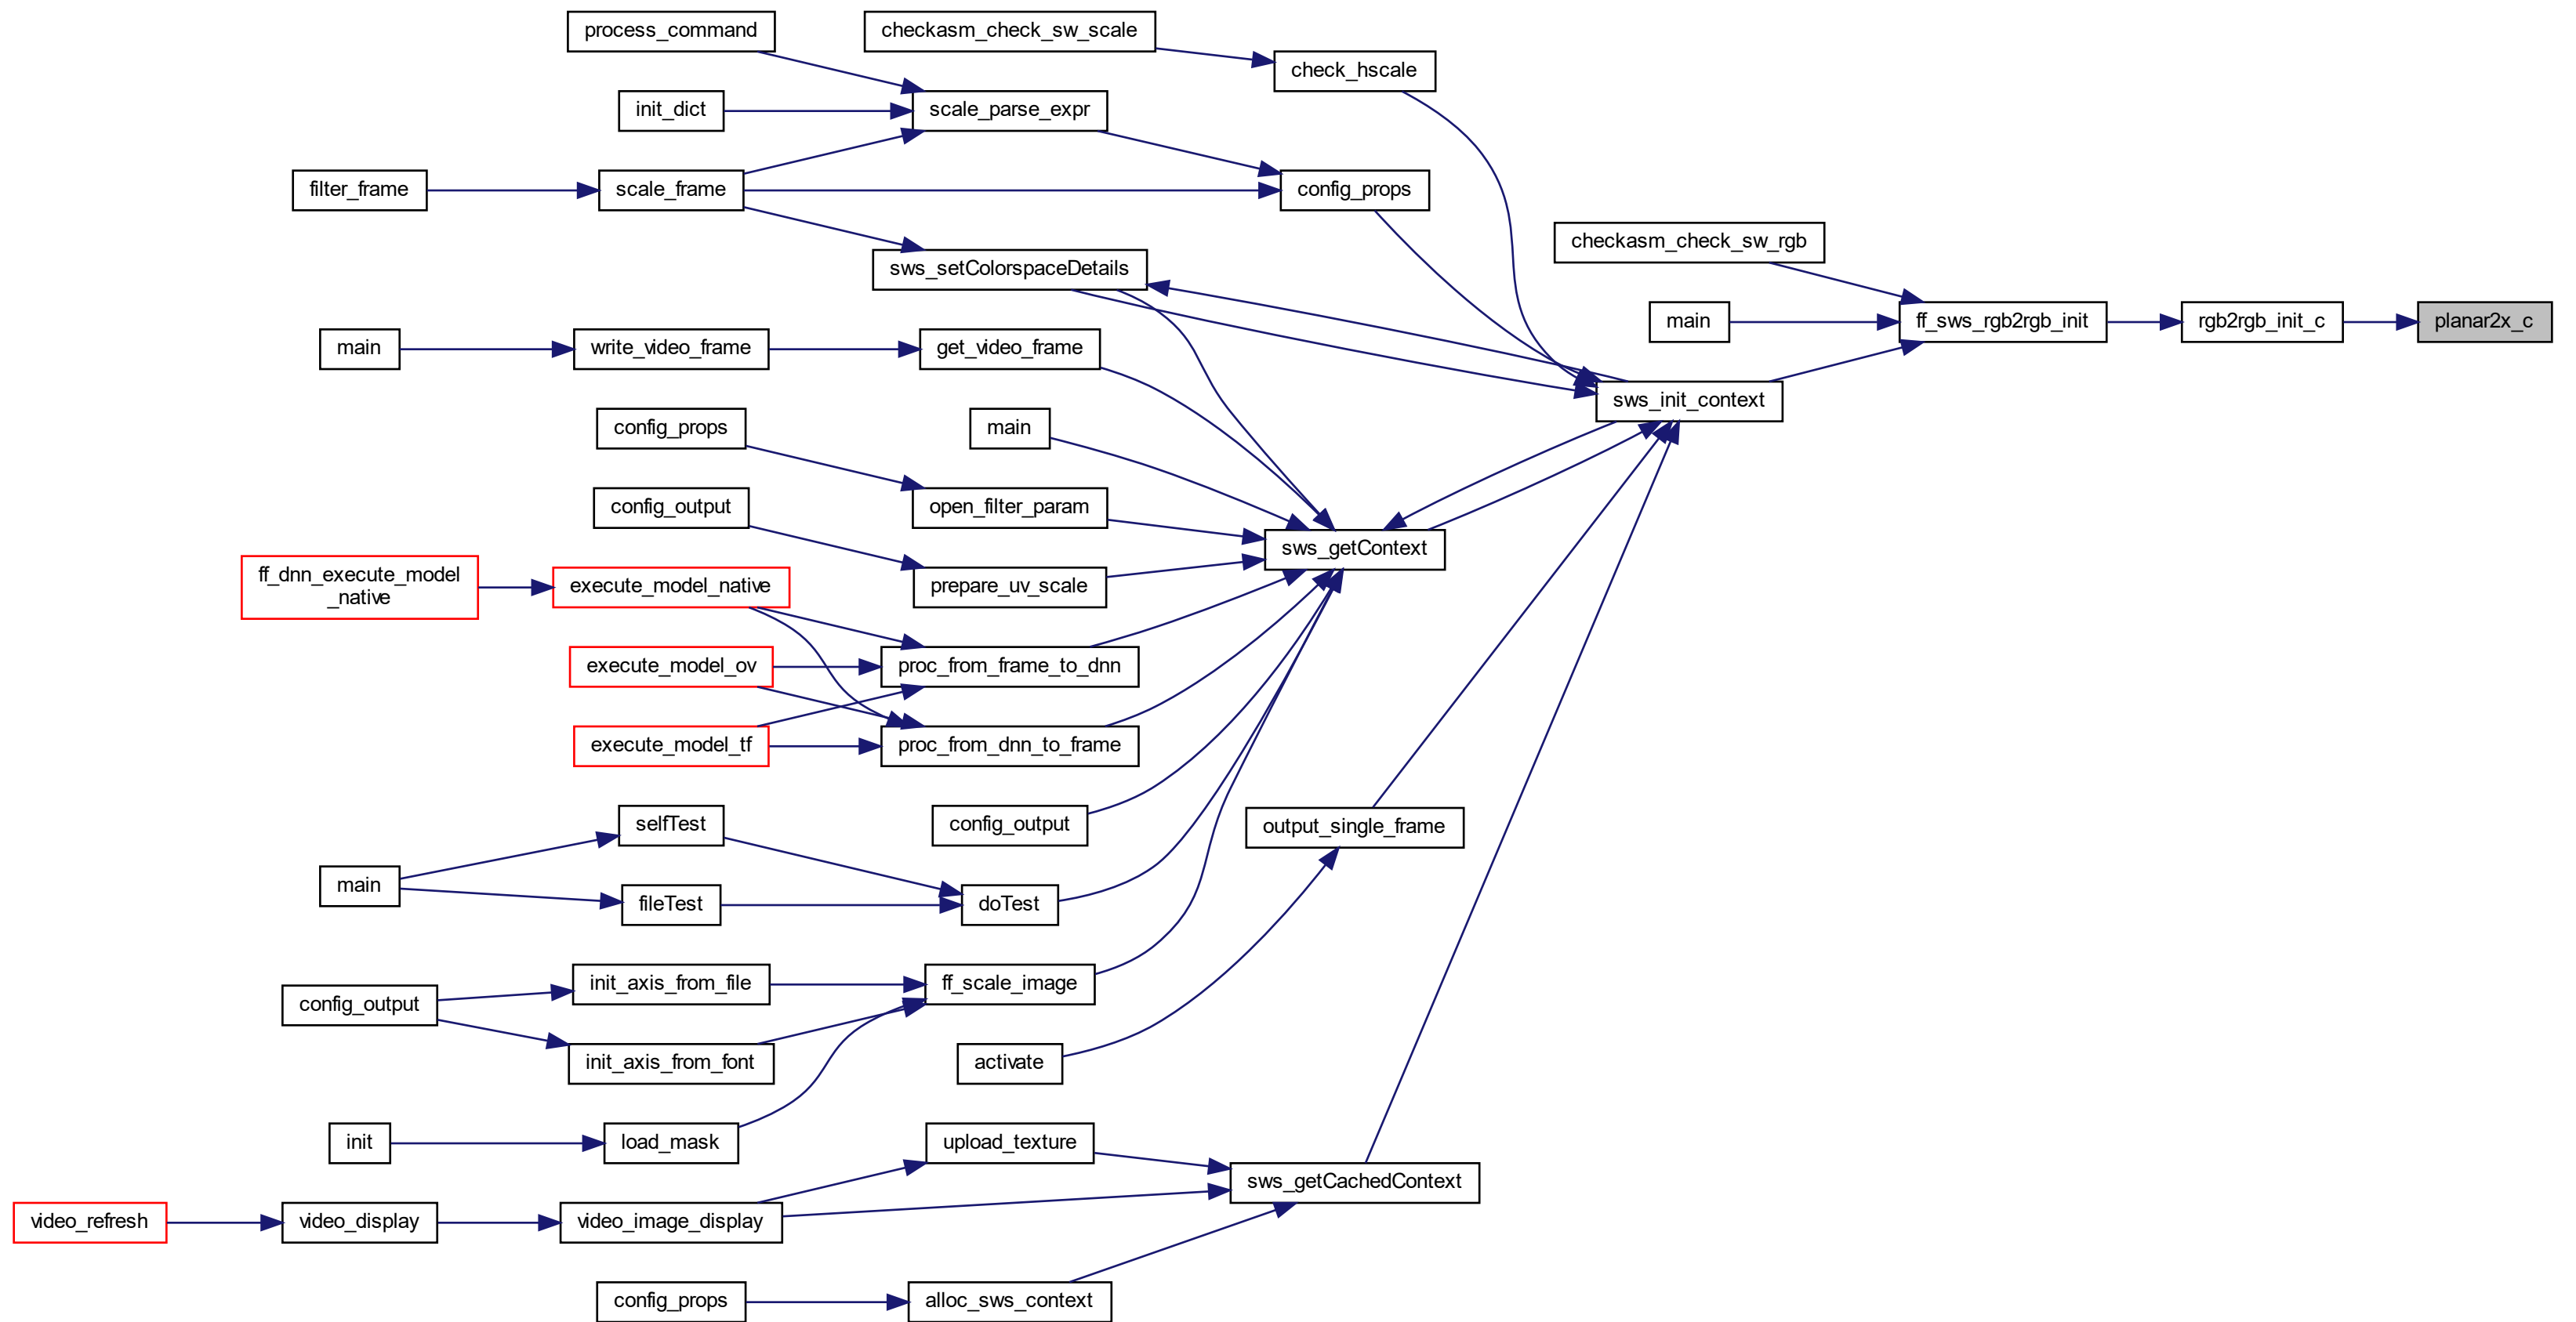 process_command
checkasm_check_sw_scale
check_hscale
init_dict
scale_parse_expr
filter_frame
scale_frame
config_props
checkasm_check_sw_rgb
sws_setColorspaceDetails
main
write_video_frame
get_video_frame
main
ff_sws_rgb2rgb_init
rgb2rgb_init_c
planar2x_c
sws_init_context
config_props
main
config_output
open_filter_param
sws_getContext
ff_dnn_execute_model
_native
execute_model_native
prepare_uv_scale
execute_model_ov
proc_from_frame_to_dnn
execute_model_tf
proc_from_dnn_to_frame
selfTest
config_output
output_single_frame
main
fileTest
doTest
config_output
init_axis_from_file
ff_scale_image
init_axis_from_font
activate
init
load_mask
upload_texture
sws_getCachedContext
video_refresh
video_display
video_image_display
config_props
alloc_sws_context